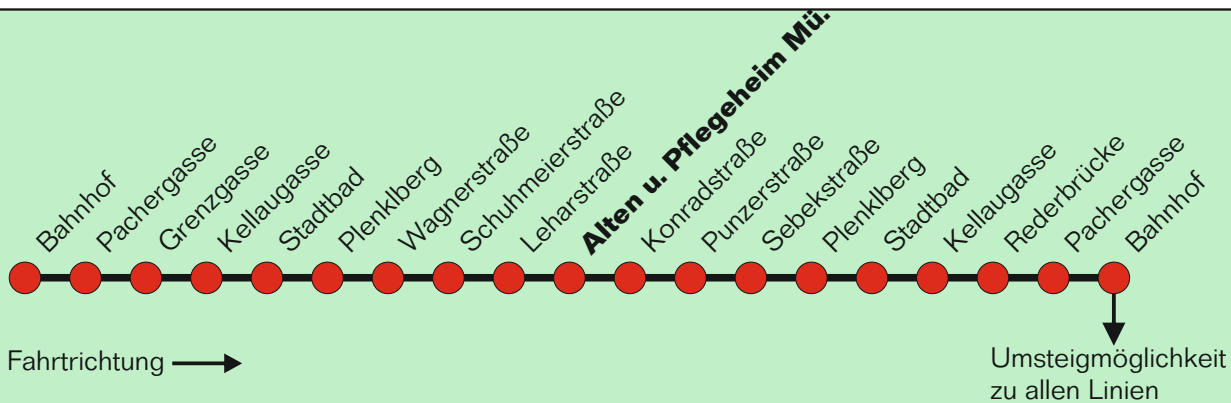 Bahnhof
Pachergasse
Grenzgasse
Kellaugasse
Stadtbad
Plenklberg
Wagnerstraße
Schuhmeierstraße
Leharstraße
Alten u. Pflegeheim Mü.
Konradstraße
Punzerstraße
Sebekstraße
Plenklberg
Stadtbad
Kellaugasse
Rederbrücke
Pachergasse
Bahnhof
Fahrtrichtung
Umsteigmöglichkeit
zu allen Linien